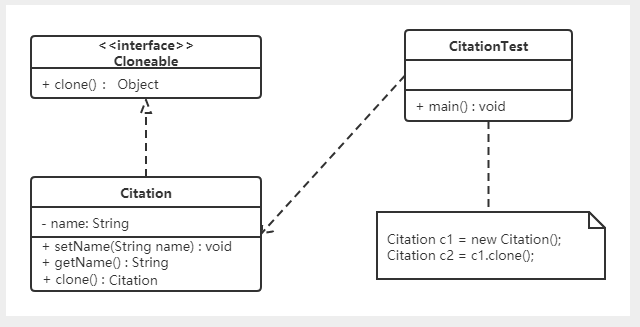 <<interface>>
Cloneable
+ clone() :   Object
CitationTest
+ main() : void
Citation
- name: String
+ setName(String name) : void
+ getName() : String
+ clone() : Citation
Citation c1 = new Citation();
Citation c2 = c1.clone();